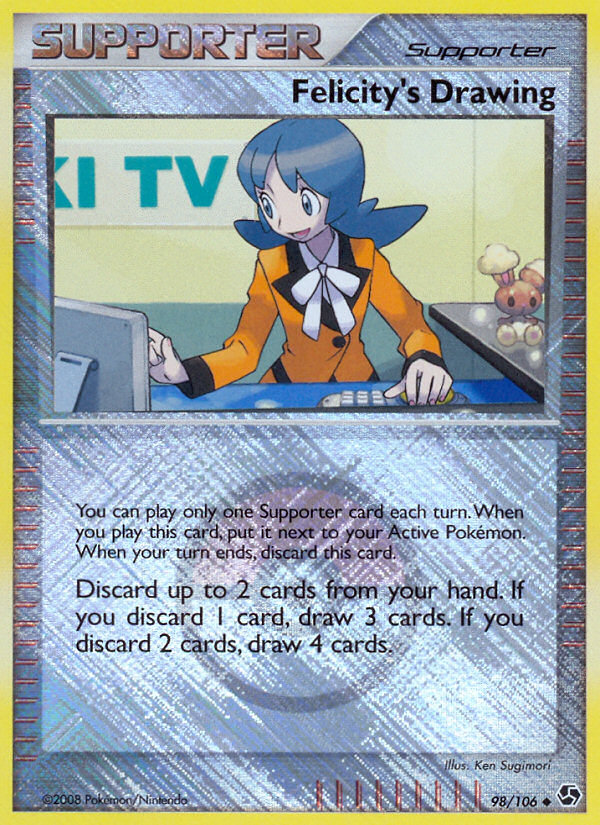 SUPPORTER
Supporter
Felicity's Drawing
KI TV
You can play only one Supporter card each turn. When
you play this card, put it next to your Active Pokémon.
When your turn ends, discard this card.
Discard up to 2 cards from your hand. If
you discard 1 card, draw 3 cards. If you
discard 2 cards, draw 4 cards.
Illus. Ken Sugimori
©2008 Pokémon/Nintendo
98/106